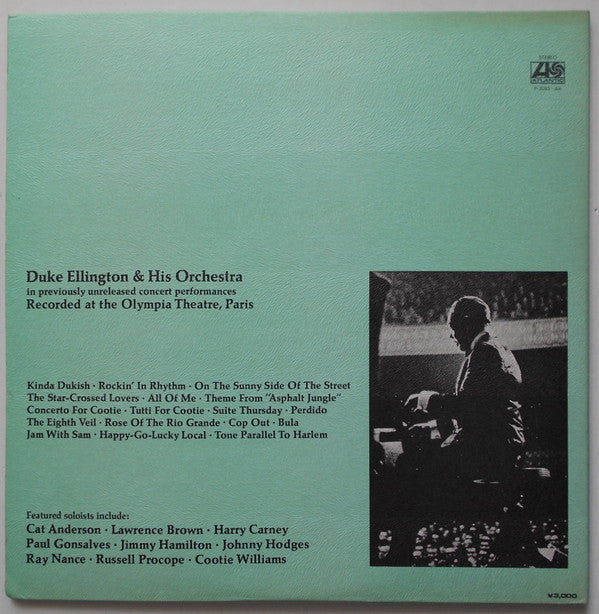 STEREO
ATLANTIC
Duke Ellington & His Orchestra
in previously unreleased concert performances
Recorded at the Olympia Theatre, Paris
Kinda Dukish · Rockin' In Rhythm · On The Sunny Side Of The Street
The Star-Crossed Lovers · All Of Me · Theme From "Asphalt Jungle"
Concerto For Cootie · Tutti For Cootie · Suite Thursday · Perdido
The Eighth Veil · Rose Of The Rio Grande · Cop Out · Bula
Jam With Sam · Happy-Go-Lucky Local · Tone Parallel To Harlem
Featured soloists include:
Cat Anderson · Lawrence Brown · Harry Carney
Paul Gonsalves · Jimmy Hamilton · Johnny Hodges
Ray Nance · Russell Procope · Cootie Williams
¥3,000